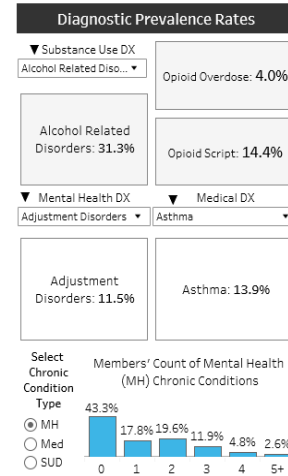 Diagnostic Prevalence Rates
▼ Substance Use DX
Alcohol Related Diso... ▼
Opioid Overdose: 4.0%
Alcohol Related
Disorders: 31.3%
Opioid Script: 14.4%
▼ Mental Health DX
▼ Medical DX
Adjustment Disorders ▼
Asthma ▼
Adjustment
Disorders: 11.5%
Asthma: 13.9%
Select
Chronic
Condition
Type
MH
Med
SUD
Members' Count of Mental Health
(MH) Chronic Conditions
43.3% 17.8% 19.6% 11.9% 4.8% 2.6%
0 1 2 3 4 5+